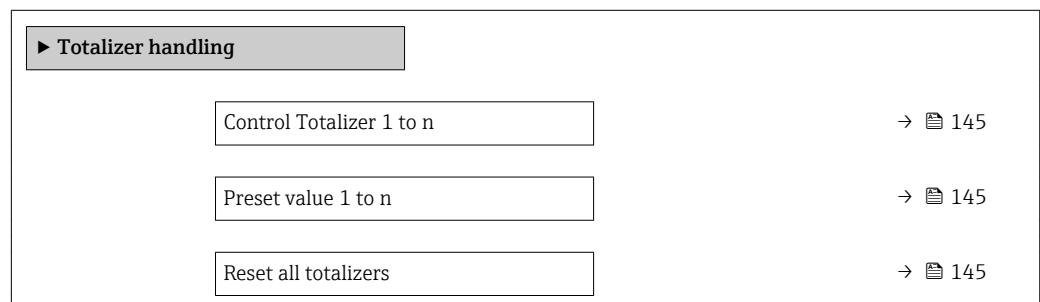 ▶ Totalizer handling
Control Totalizer 1 to n → 145
Preset value 1 to n → 145
Reset all totalizers → 145